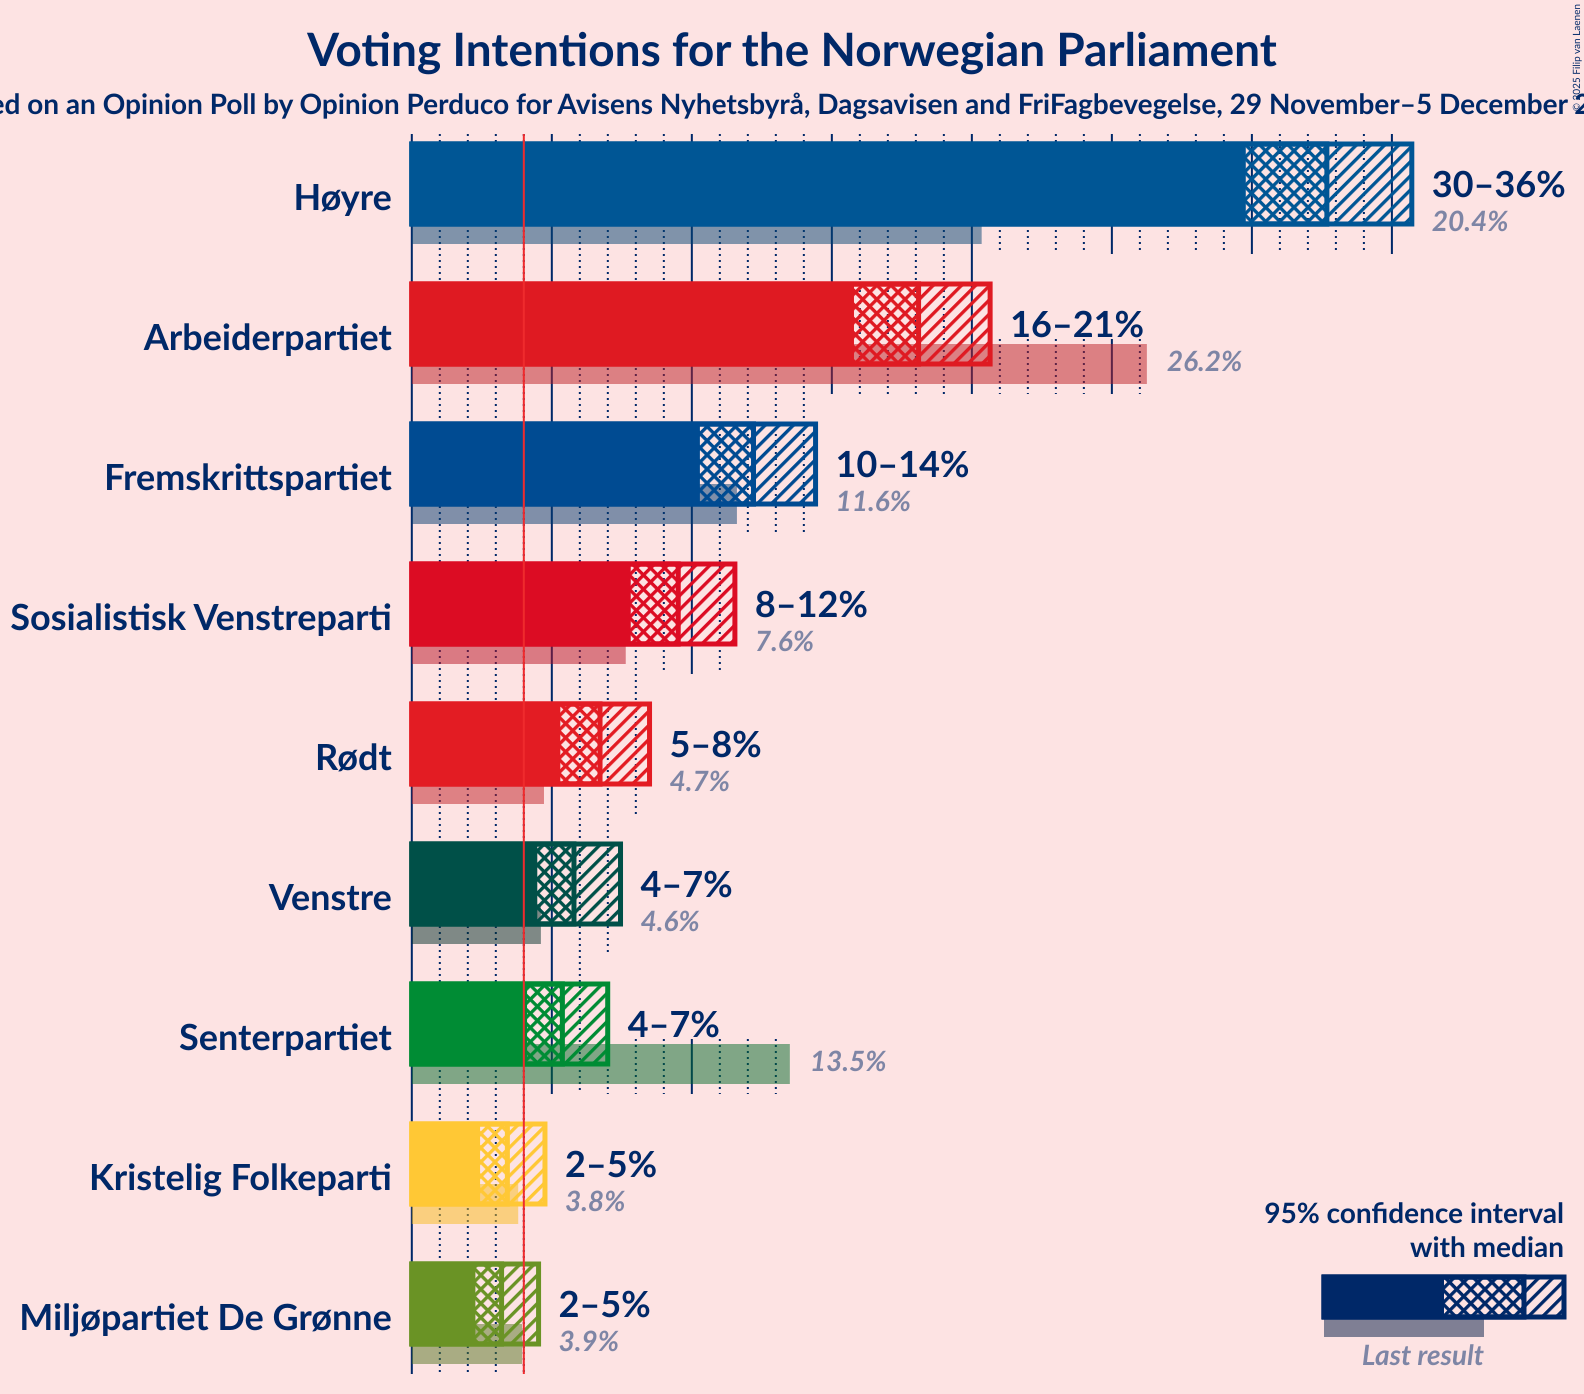 Voting Intentions for the Norwegian Parliament
on an Opinion Poll by Opinion Perduco for Avisens Nyhetsbyrå, Dagsavisen and FriFagbevegelse, 29 November–5 December
© 2025 Filip van Laenen
Høyre
30–36%
20.4%
Arbeiderpartiet
16–21%
26.2%
Fremskrittspartiet
10–14%
11.6%
Sosialistisk Venstreparti
8–12%
7.6%
Rødt
5–8%
4.7%
Venstre
4–7%
4.6%
Senterpartiet
4–7%
13.5%
Kristelig Folkeparti
2–5%
3.8%
Miljøpartiet De Grønne
2–5%
3.9%
95% confidence interval
with median
Last result